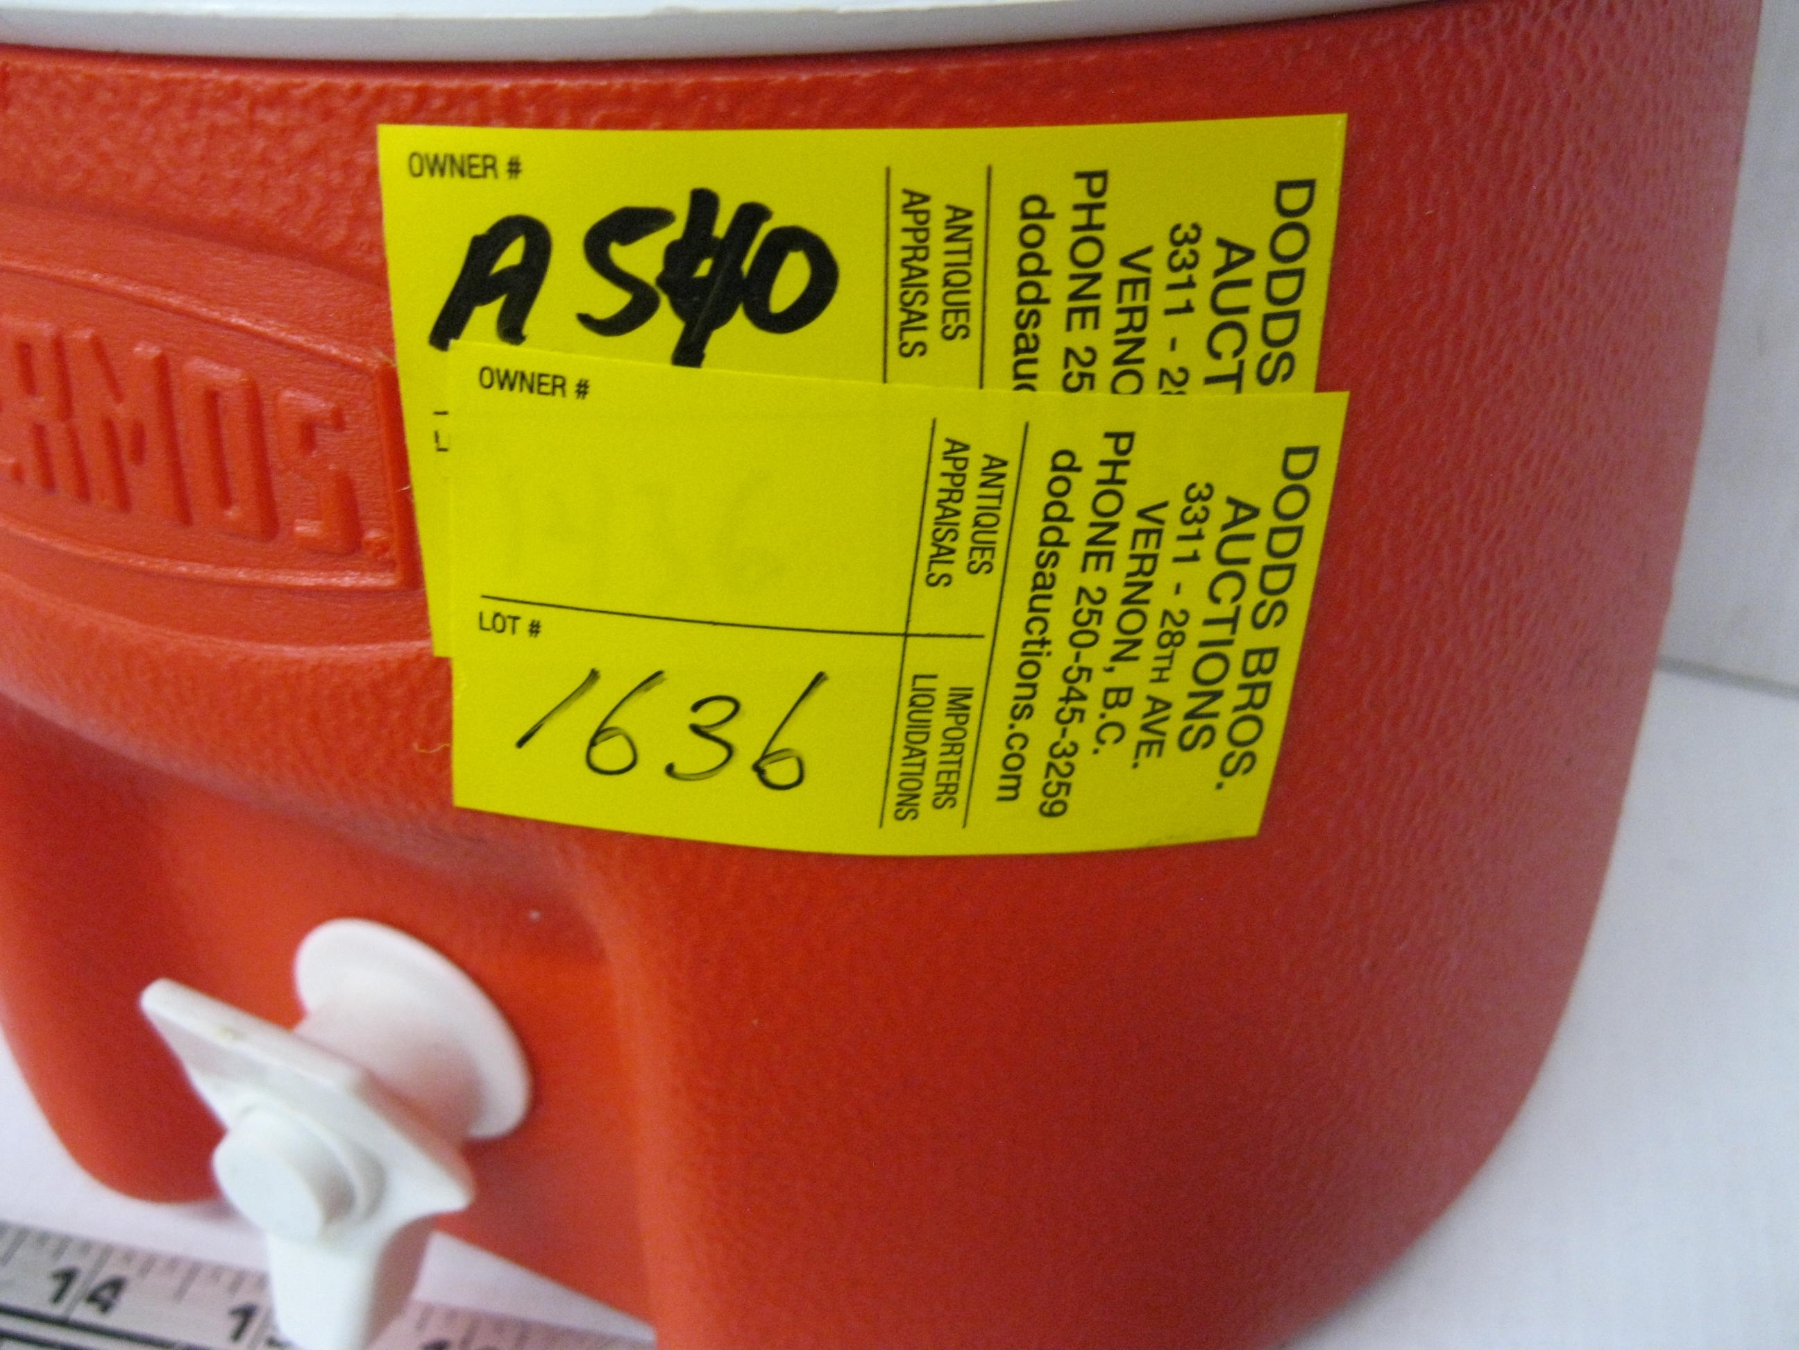 OWNER #
A 540
ANTIQUES
APPRAISALS
DODDS
AUCT
3311 - 28
VERNO
PHONE 25
doddsauc
OWNER #
LOT #
1636
ANTIQUES
APPRAISALS
IMPORTERS
LIQUIDATIONS
DODDS BROS.
AUCTIONS
3311 - 28TH AVE.
VERNON, B.C.
PHONE 250-545-3259
doddsauctions.com
RMOS.
14